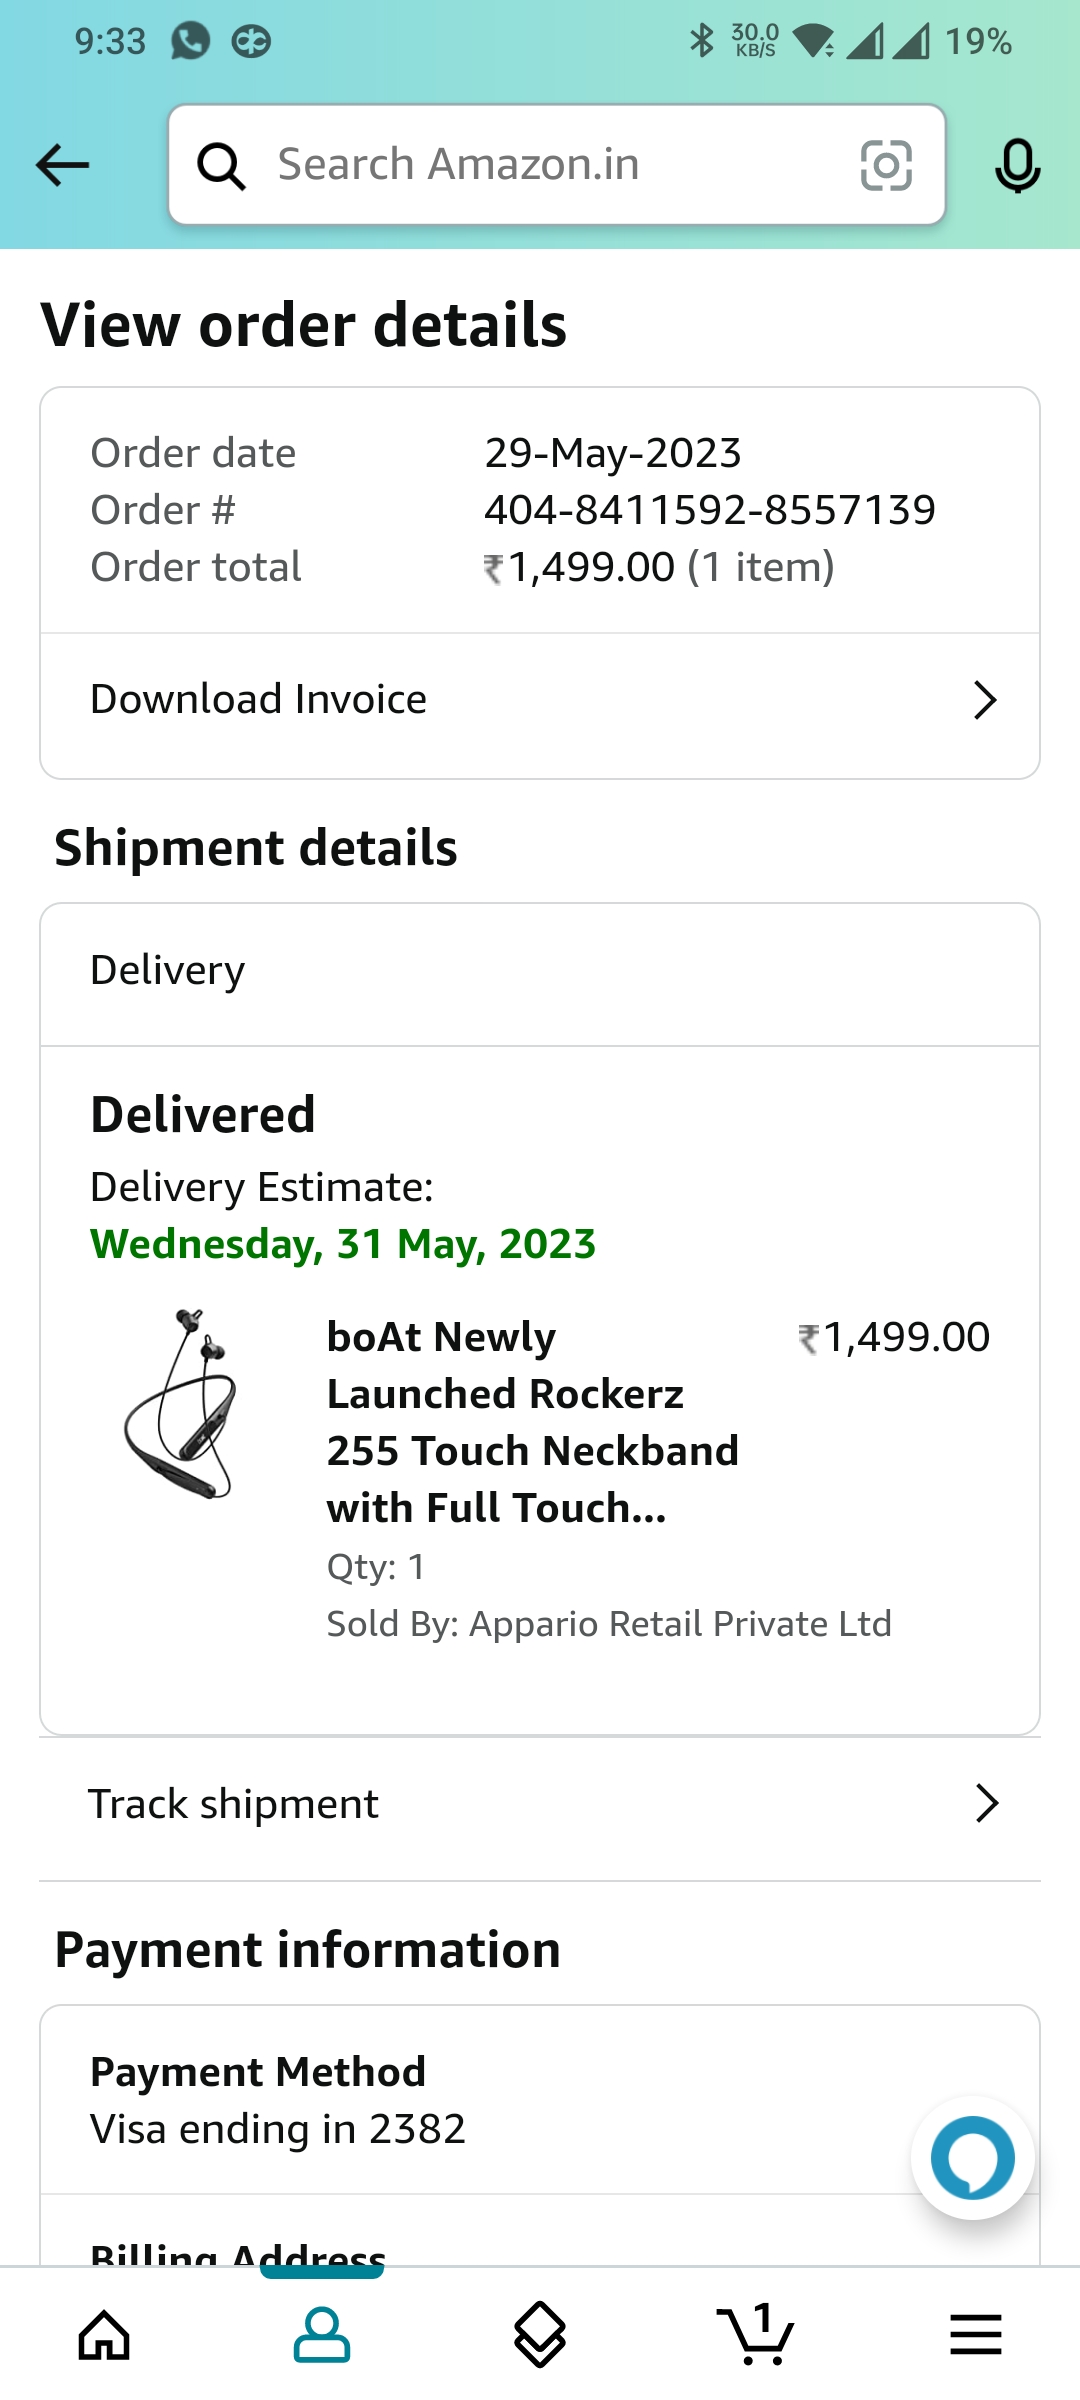 9:33
30.0
KB/S
19%
Search Amazon.in
View order details
Order date 29-May-2023
Order # 404-8411592-8557139
Order total ₹1,499.00 (1 item)
Download Invoice
Shipment details
Delivery
Delivered
Delivery Estimate:
Wednesday, 31 May, 2023
boAt Newly ₹1,499.00
Launched Rockerz
255 Touch Neckband
with Full Touch...
Qty: 1
Sold By: Appario Retail Private Ltd
Track shipment
Payment information
Payment Method
Visa ending in 2382
Billing Address
1